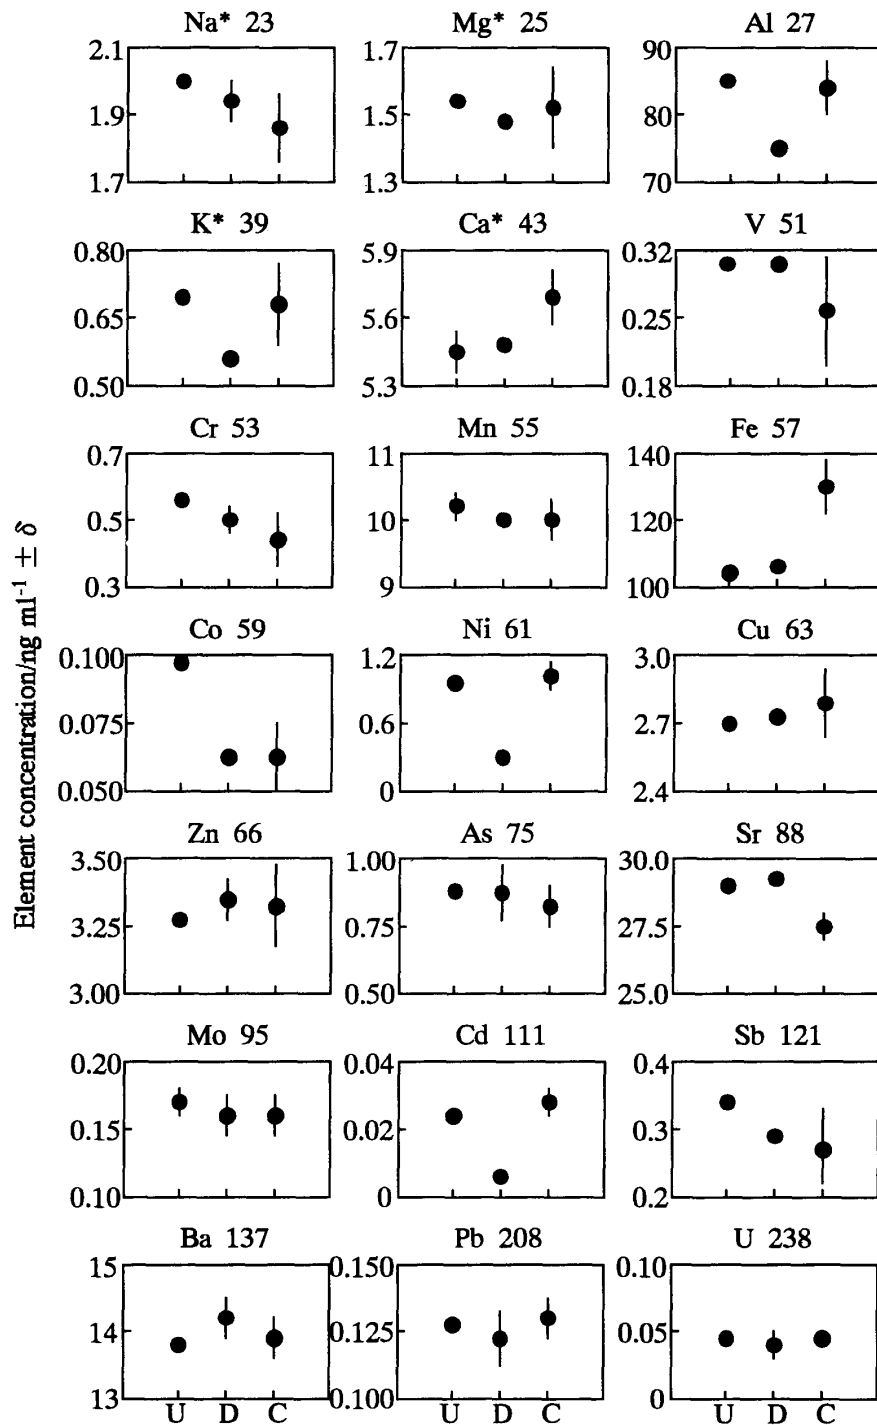 Element concentration/ng ml⁻¹ ± δ
Na* 23
2.1
1.9
1.7
Mg* 25
1.7
1.5
1.3
Al 27
90
80
70
K* 39
0.80
0.65
0.50
Ca* 43
5.9
5.6
5.3
V 51
0.32
0.25
0.18
Cr 53
0.7
0.5
0.3
Mn 55
11
10
9
Fe 57
140
120
100
Co 59
0.100
0.075
0.050
Ni 61
1.2
0.6
0
Cu 63
3.0
2.7
2.4
Zn 66
3.50
3.25
3.00
As 75
1.00
0.75
0.50
Sr 88
30.0
27.5
25.0
Mo 95
0.20
0.15
0.10
Cd 111
0.04
0.02
0
Sb 121
0.4
0.3
0.2
Ba 137
15
14
13
U D C
Pb 208
0.150
0.125
0.100
U D C
U 238
0.10
0.05
0
U D C